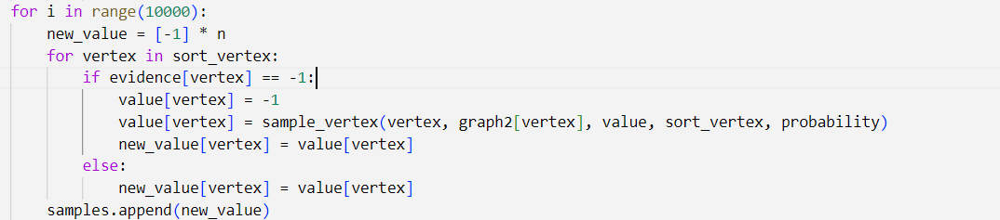 for i in range(10000):
    new_value = [-1] * n
    for vertex in sort_vertex:
        if evidence[vertex] == -1:
            value[vertex] = -1
            value[vertex] = sample_vertex(vertex, graph2[vertex], value, sort_vertex, probability)
            new_value[vertex] = value[vertex]
        else:
            new_value[vertex] = value[vertex]
    samples.append(new_value)